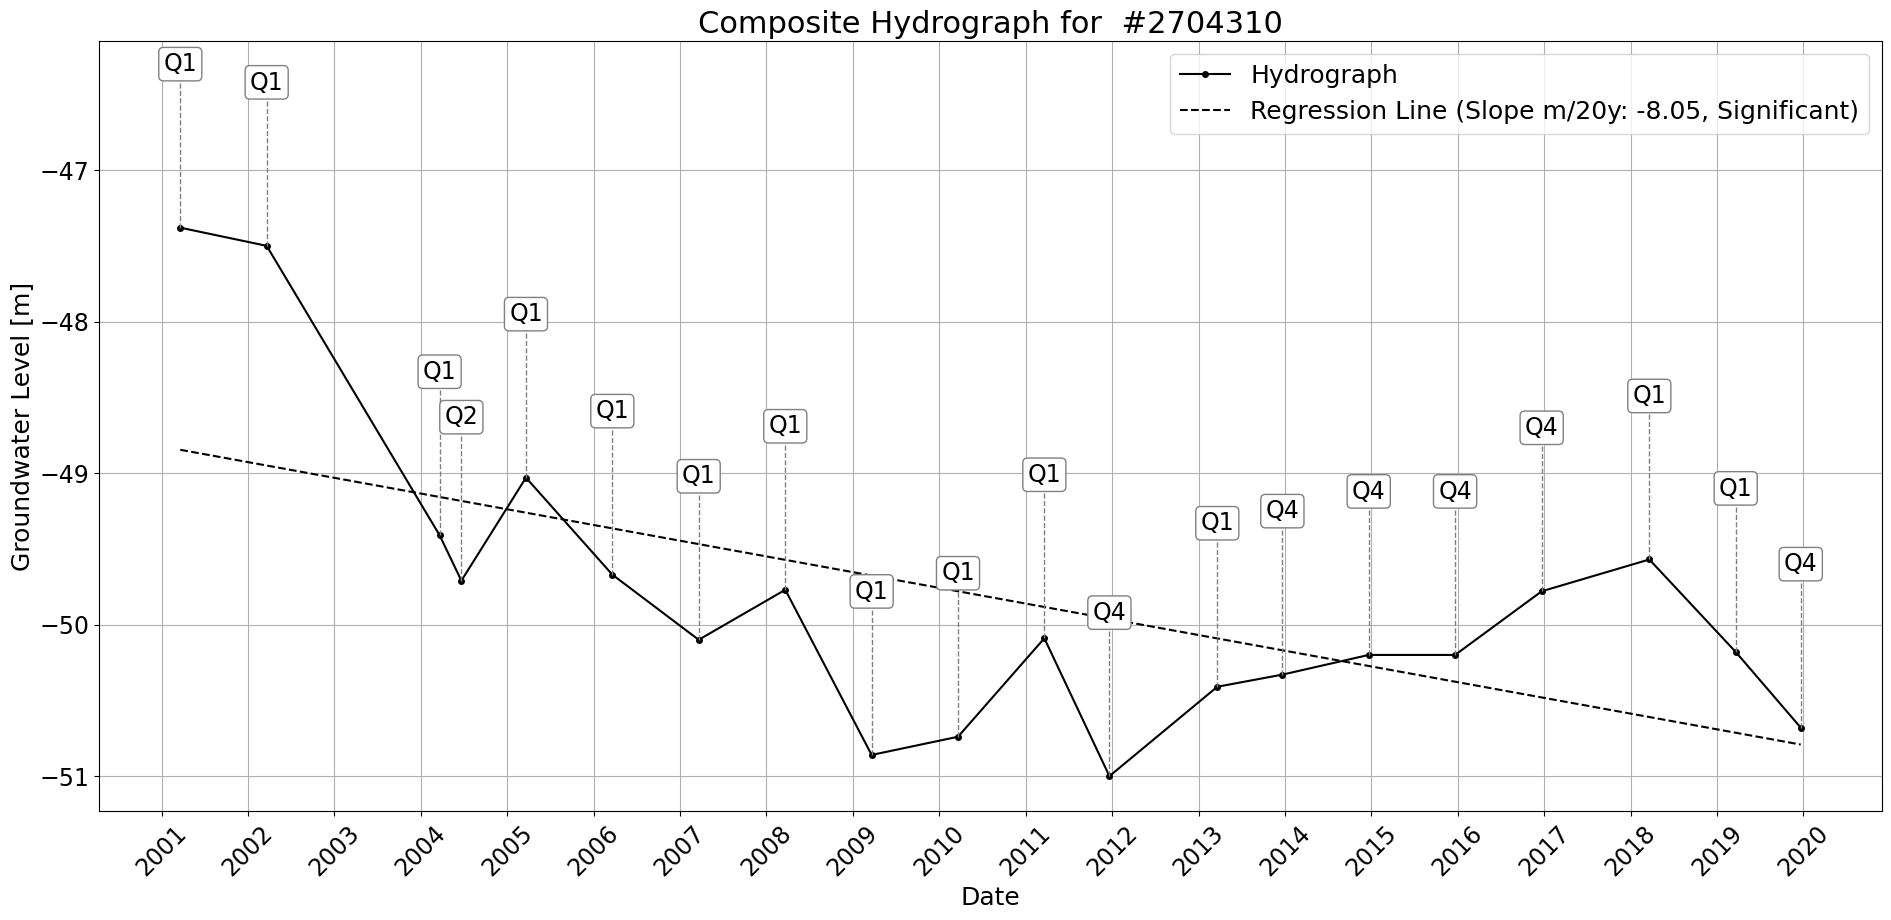 Composite Hydrograph for  #2704310
Hydrograph
Regression Line (Slope m/20y: -8.05, Significant)
Groundwater Level [m]
−47
−48
−49
−50
−51
Q1
Q1
Q1
Q2
Q1
Q1
Q1
Q1
Q1
Q1
Q1
Q4
Q1
Q4
Q4
Q4
Q4
Q1
Q1
Q4
2001
2002
2003
2004
2005
2006
2007
2008
2009
2010
2011
2012
2013
2014
2015
2016
2017
2018
2019
2020
Date